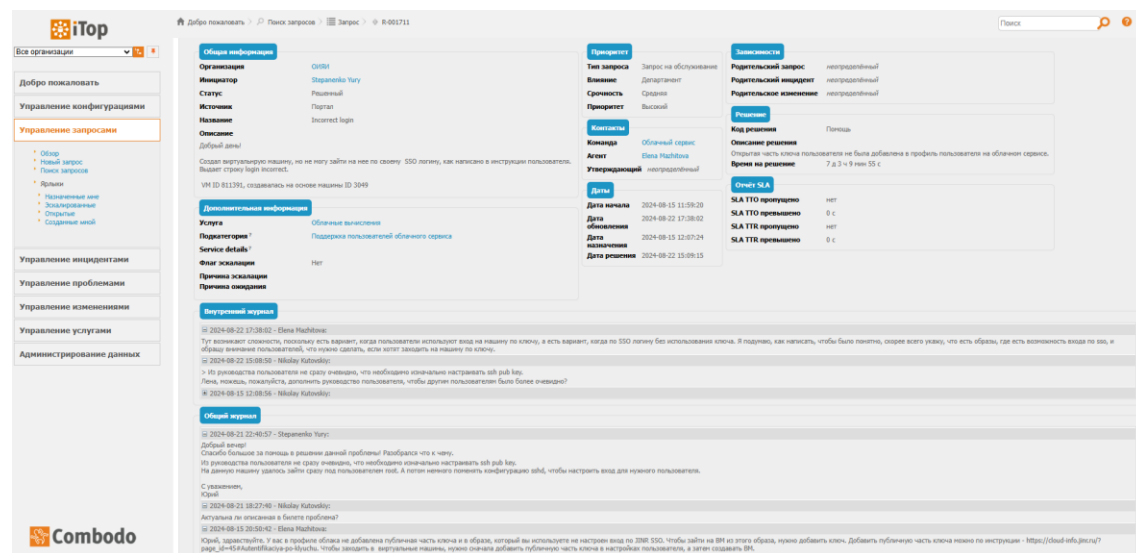 iTop
Добро пожаловать > Поиск запросов > Запрос > R-001711
Поиск
Все организации
Добро пожаловать
Управление конфигурациями
Управление запросами
Обзор
Новый запрос
Поиск запросов
Ярлыки
Назначенные мне
Эскалированные
Открытые
Созданные мной
Управление инцидентами
Управление проблемами
Управление изменениями
Управление услугами
Администрирование данных
Combodo
Общая информация
Организация ОИЯИ
Инициатор Stepanenko Yury
Статус Решенный
Источник Портал
Название Incorrect login
Описание
Добрый день!
Создал виртуальную машину, но не могу зайти на нее по своему SSO логину, как написано в инструкции пользователя.
Выдает строку login incorrect.
VM ID 811391, создавалась на основе машины ID 3049
Дополнительная информация
Услуга Облачные вычисления
Подкатегория ? Поддержка пользователей облачного сервиса
Service details ?
Флаг эскалации Нет
Причина эскалации
Причина ожидания
Приоритет
Тип запроса Запрос на обслуживание
Влияние Департамент
Срочность Средняя
Приоритет Высокий
Контакты
Команда Облачный сервис
Агент Elena Mazhitova
Утверждающий неопределённый
Даты
Дата начала 2024-08-15 11:59:20
Дата обновления 2024-08-22 17:38:02
Дата назначения 2024-08-15 12:07:24
Дата решения 2024-08-22 15:09:15
Зависимости
Родительский запрос неопределённый
Родительский инцидент неопределённый
Родительское изменение неопределённый
Решение
Код решения Помощь
Описание решения
Открытая часть ключа пользователя не была добавлена в профиль пользователя на облачном сервисе.
Время на решение 7 д 3 ч 9 мин 55 с
Отчёт SLA
SLA TTO пропущено нет
SLA TTO превышено 0 с
SLA TTR пропущено нет
SLA TTR превышено 0 с
Внутренний журнал
2024-08-22 17:38:02 - Elena Mazhitova:
Тут возникают сложности, поскольку есть вариант, когда пользователи используют вход на машину по ключу, а есть вариант, когда по SSO логину без использования ключа. Я подумаю, как написать, чтобы было понятно, скорее всего укажу, что есть образы, где есть возможность входа по sso, и
обращу внимание пользователей, что нужно сделать, если хотят заходить на машину по ключу.
2024-08-22 15:08:50 - Nikolay Kutovskiy:
> Из руководства пользователя не сразу очевидно, что необходимо изначально настраивать ssh pub key.
Лена, можешь, пожалуйста, дополнить руководство пользователя, чтобы другим пользователям было более очевидно?
2024-08-15 12:08:56 - Nikolay Kutovskiy:
Общий журнал
2024-08-21 22:40:57 - Stepanenko Yury:
Добрый вечер!
Спасибо большое за помощь в решении данной проблемы! Разобрался что к чему.
Из руководства пользователя не сразу очевидно, что необходимо изначально настраивать ssh pub key.
На данную машину удалось зайти сразу под пользователем root. А потом немного поменять конфигурацию sshd, чтобы настроить вход для нужного пользователя.
С уважением,
Юрий
2024-08-21 18:27:40 - Nikolay Kutovskiy:
Актуальна ли описанная в билете проблема?
2024-08-15 20:50:42 - Elena Mazhitova:
Юрий, здравствуйте. У вас в профиле облака не добавлена публичная часть ключа и в образе, который вы используете не настроен вход по JINR SSO. Чтобы зайти на ВМ из этого образа, нужно добавить ключ. Добавить публичную часть ключа можно по инструкции - https://cloud-info.jinr.ru/?
page_id=45#Autentifikaciya-po-klyuchu. Чтобы заходить в виртуальные машины, нужно сначала добавить публичную часть ключа в настройках пользователя, а затем создавать ВМ.